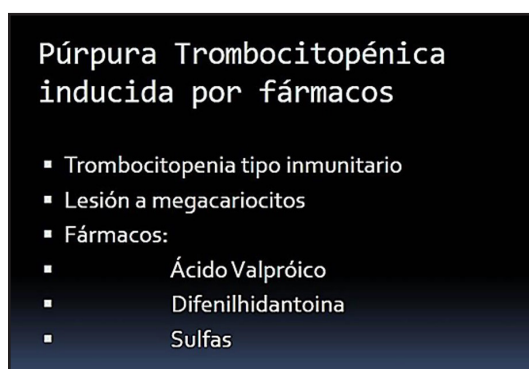 Púrpura Trombocitopénica
inducida por fármacos
▪ Trombocitopenia tipo inmunitario
▪ Lesión a megacariocitos
▪ Fármacos:
▪ Ácido Valpróico
▪ Difenilhidantoina
▪ Sulfas